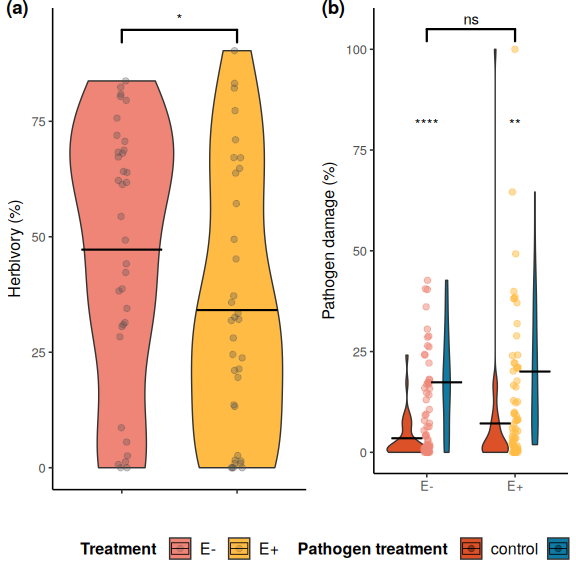 (a)
*
Herbivory (%)
75
50
25
0
(b)
ns
**** **
Pathogen damage (%)
100
75
50
25
0
E- E+
Treatment E- E+ Pathogen treatment control